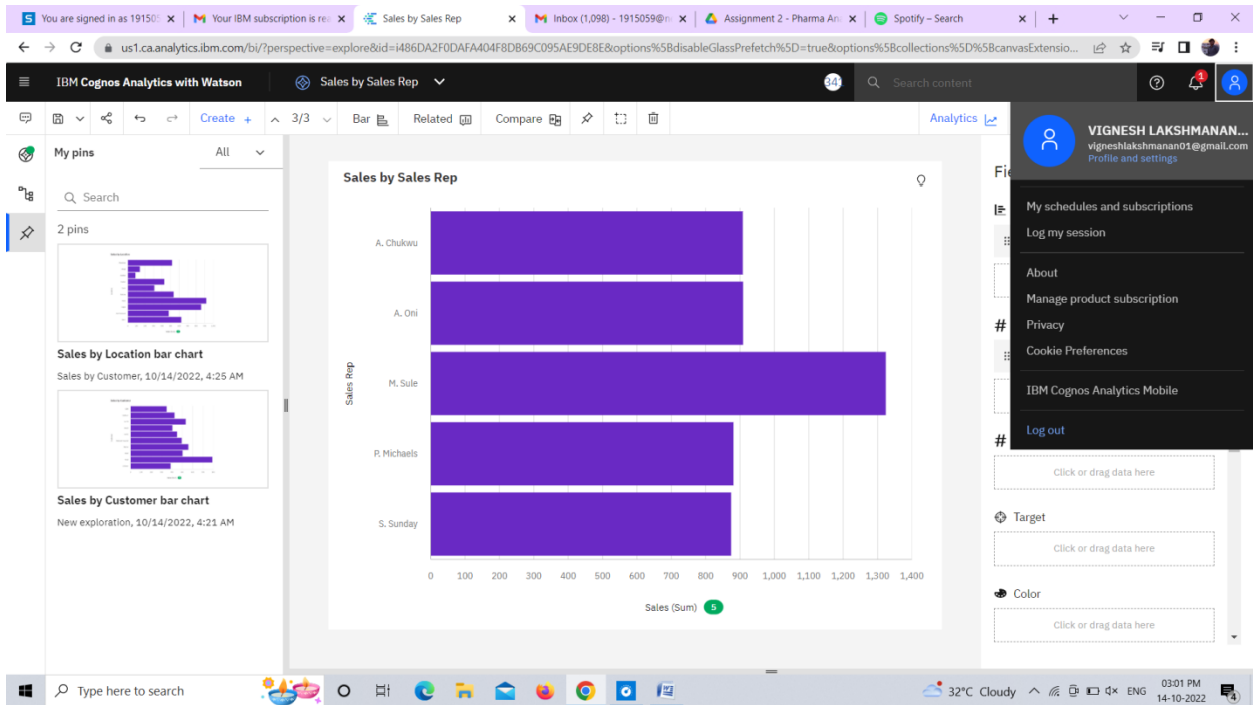 You are signed in as 19150
Your IBM subscription is rea
Sales by Sales Rep
Inbox (1,098) - 1915059@n
Assignment 2 - Pharma An
Spotify – Search
us1.ca.analytics.ibm.com/bi/?perspective=explore&id=i486DA2F0DAFA404F8DB69C095AE9DE8E&options%5BdisableGlassPrefetch%5D=true&options%5Bcollections%5D%5BcanvasExtensio...
IBM Cognos Analytics with Watson
Sales by Sales Rep
341
Search content
1
Create +
3/3
Bar
Related
Compare
Analytics
My pins
All
Search
2 pins
Sales by Location bar chart
Sales by Customer, 10/14/2022, 4:25 AM
Sales by Customer bar chart
New exploration, 10/14/2022, 4:21 AM
Sales by Sales Rep
Sales Rep
A. Chukwu
A. Oni
M. Sule
P. Michaels
S. Sunday
0 100 200 300 400 500 600 700 800 900 1,000 1,100 1,200 1,300 1,400
Sales (Sum) 5
Fie
VIGNESH LAKSHMANAN...
vigneshlakshmanan01@gmail.com
Profile and settings
My schedules and subscriptions
Log my session
About
Manage product subscription
Privacy
Cookie Preferences
IBM Cognos Analytics Mobile
Log out
Click or drag data here
Target
Click or drag data here
Color
Click or drag data here
Type here to search
32°C Cloudy
ENG
03:01 PM
14-10-2022
4